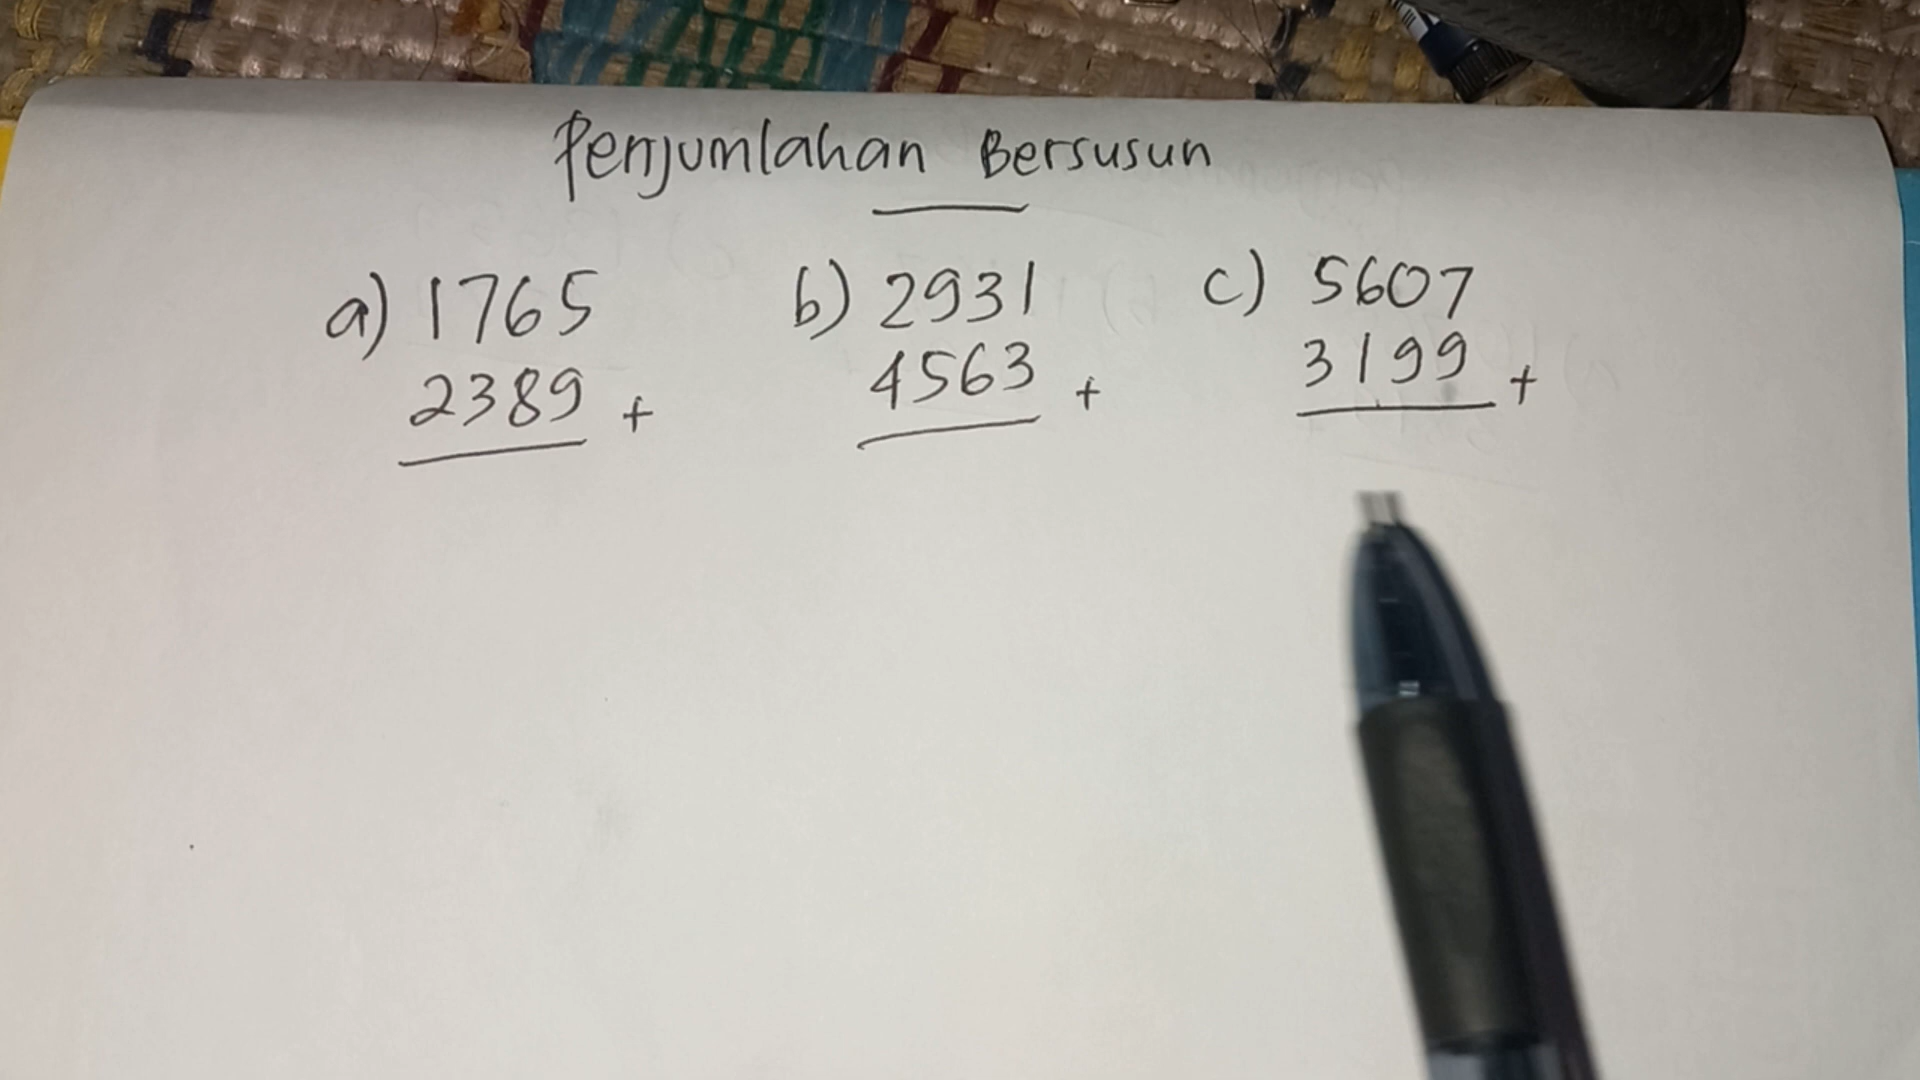 Penjumlahan Bersusun
a) 1765
2389 +
b) 2931
4563 +
c) 5607
3199 +